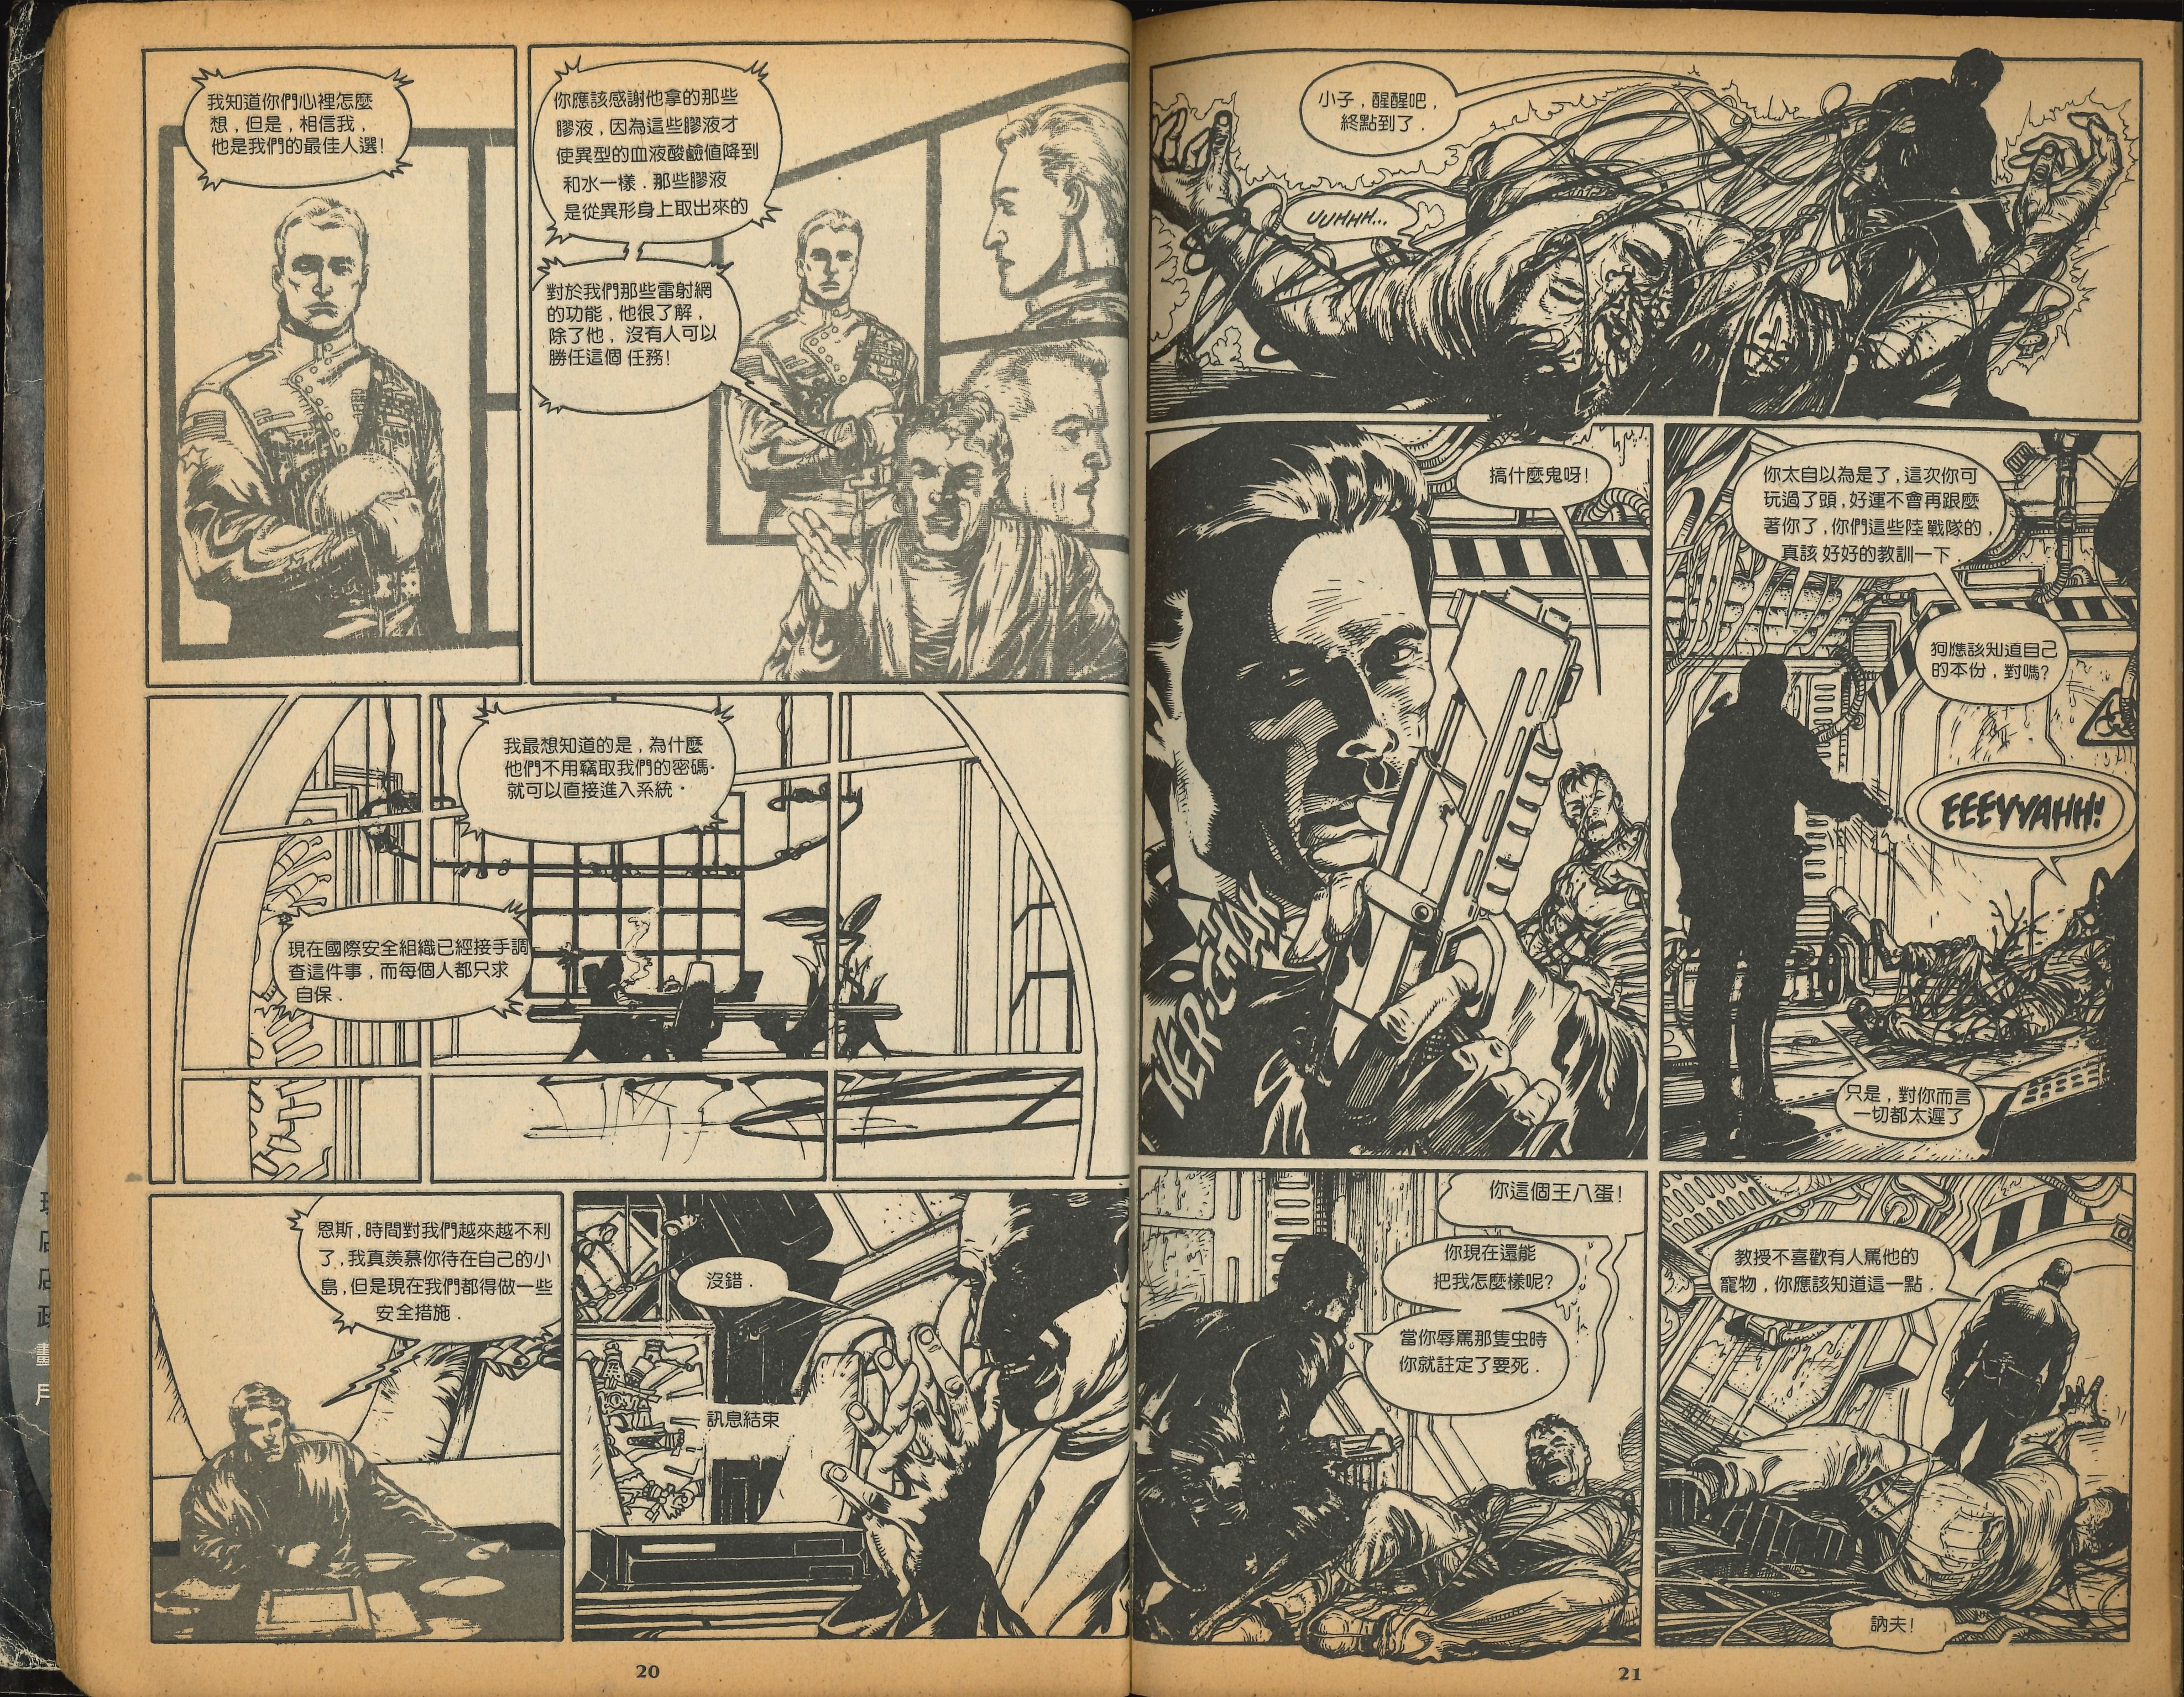 我知道你們心裡怎麼
想，但是，相信我，
他是我們的最佳人選！
你應該感謝他拿的那些
膠液，因為這些膠液才
使異型的血液酸鹼值降到
和水一樣．那些膠液
是從異形身上取出來的
對於我們那些雷射網
的功能，他很了解，
除了他，沒有人可以
勝任這個任務！
我最想知道的是，為什麼
他們不用竊取我們的密碼．
就可以直接進入系統．
現在國際安全組織已經接手調
查這件事，而每個人都只求
自保．
恩斯，時間對我們越來越不利
了，我真羨慕你待在自己的小
島，但是現在我們都得做一些
安全措施．
沒錯．
訊息結束
20
小子，醒醒吧，
終點到了．
UUHHH...
搞什麼鬼呀！
你太自以為是了，這次你可
玩過了頭，好運不會再跟麼
著你了，你們這些陸戰隊的，
真該好好的教訓一下．
狗應該知道自己
的本份，對嗎？
EEEYYAHH!
只是，對你而言
一切都太遲了
你這個王八蛋！
你現在還能
把我怎麼樣呢？
當你辱罵那隻虫時
你就註定了要死．
教授不喜歡有人罵他的
寵物，你應該知道這一點．
訥夫！
21